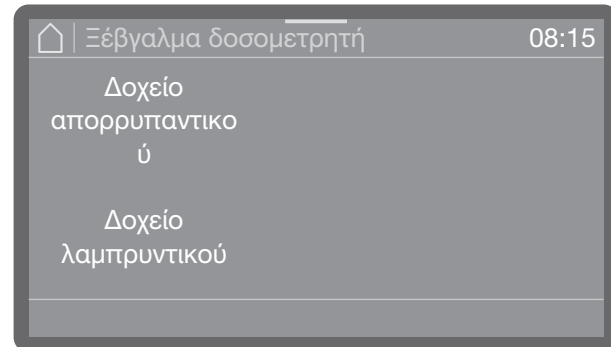 Ξέβγαλμα δοσομετρητή 08:15
Δοχείο
απορρυπαντικο
ύ
Δοχείο
λαμπρυντικού